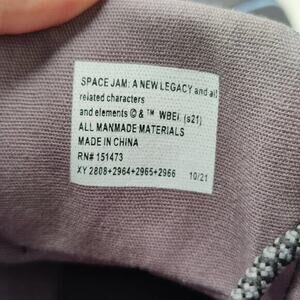 SPACE JAM: A NEW LEGACY and all
related characters
and elements © & ™ WBEI. (s21)
ALL MANMADE MATERIALS
MADE IN CHINA
RN# 151473
XY 2808+2964+2965+2966 10/21